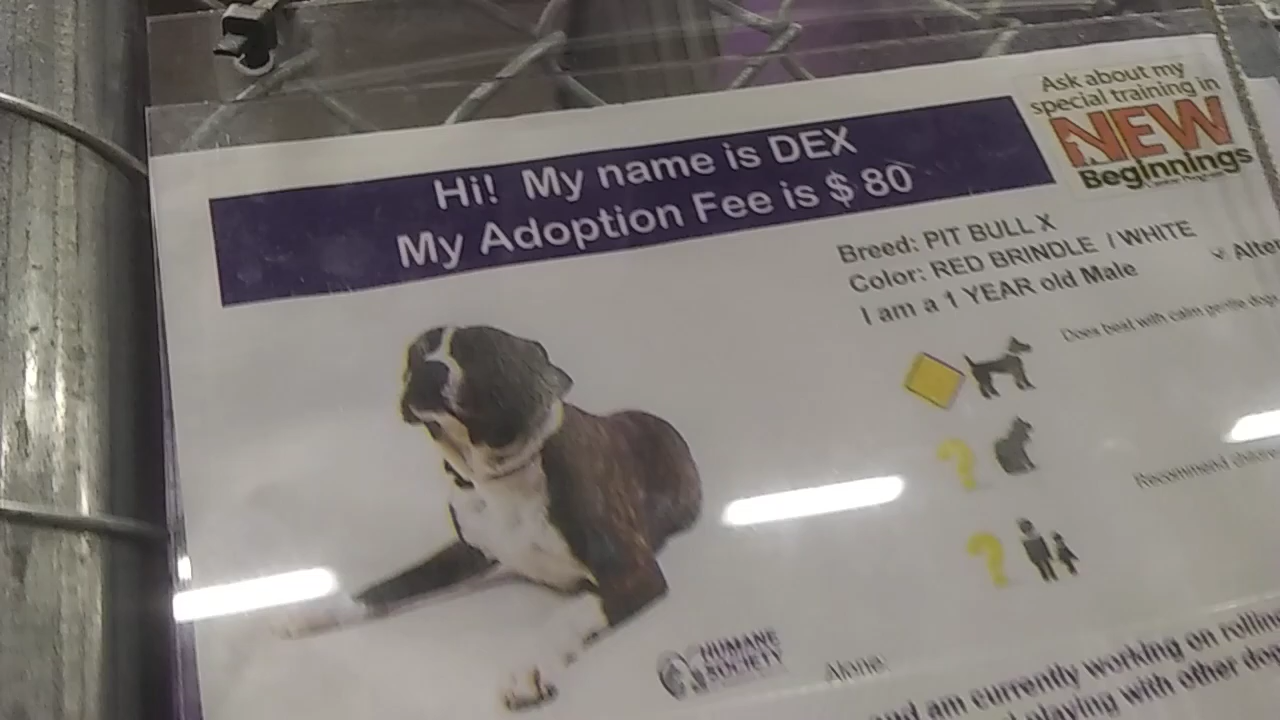 Ask about my
special training in
NEW
Beginnings
Hi! My name is DEX
My Adoption Fee is $ 80
Breed: PIT BULL X
Color: RED BRINDLE / WHITE
I am a 1 YEAR old Male
Does best with calm gentle dogs
?
Recommend
?
HUMANE
SOCIETY
Alone:
and am currently working on rolling
playing with other